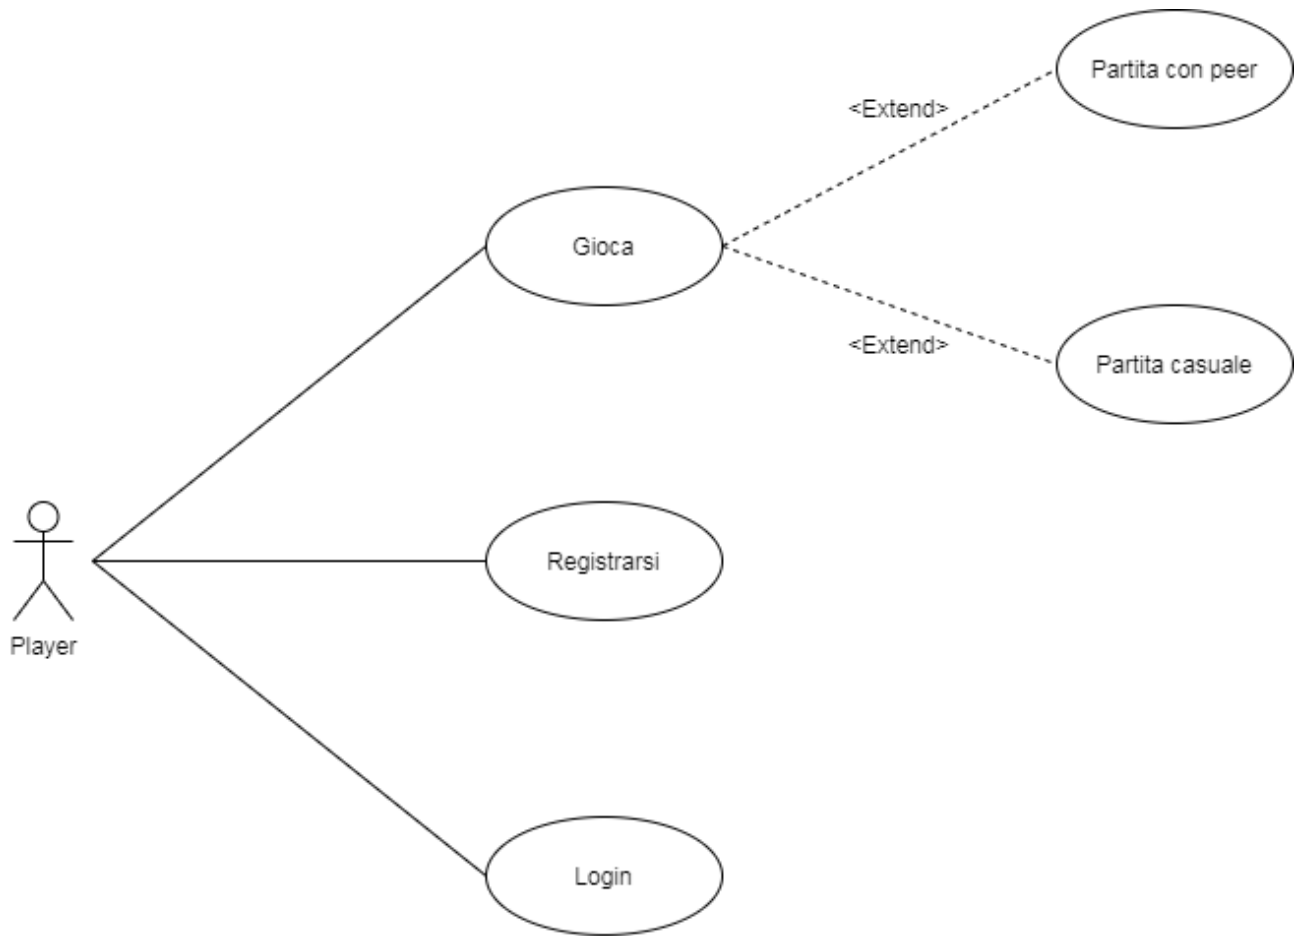 Partita con peer
<Extend>
Gioca
<Extend>
Partita casuale
Registrarsi
Player
Login